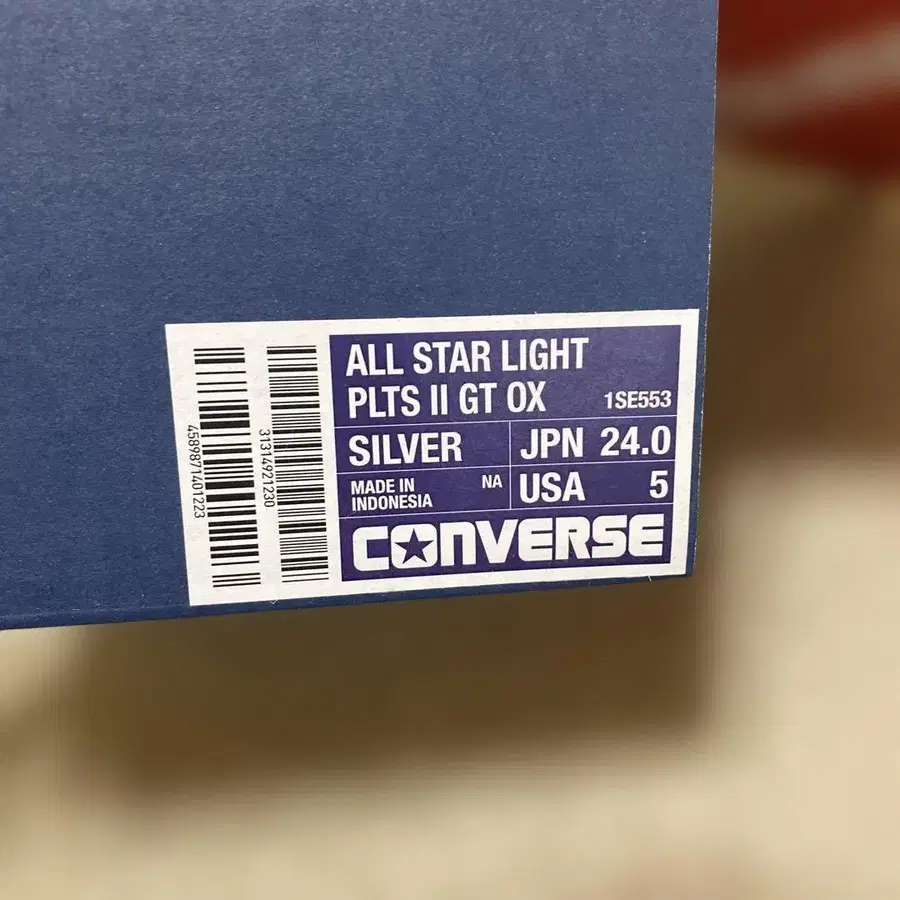 ALL STAR LIGHT
PLTS II GT OX 1SE553
SILVER JPN 24.0
MADE IN INDONESIA NA USA 5
CONVERSE
4589871401223
31314921230